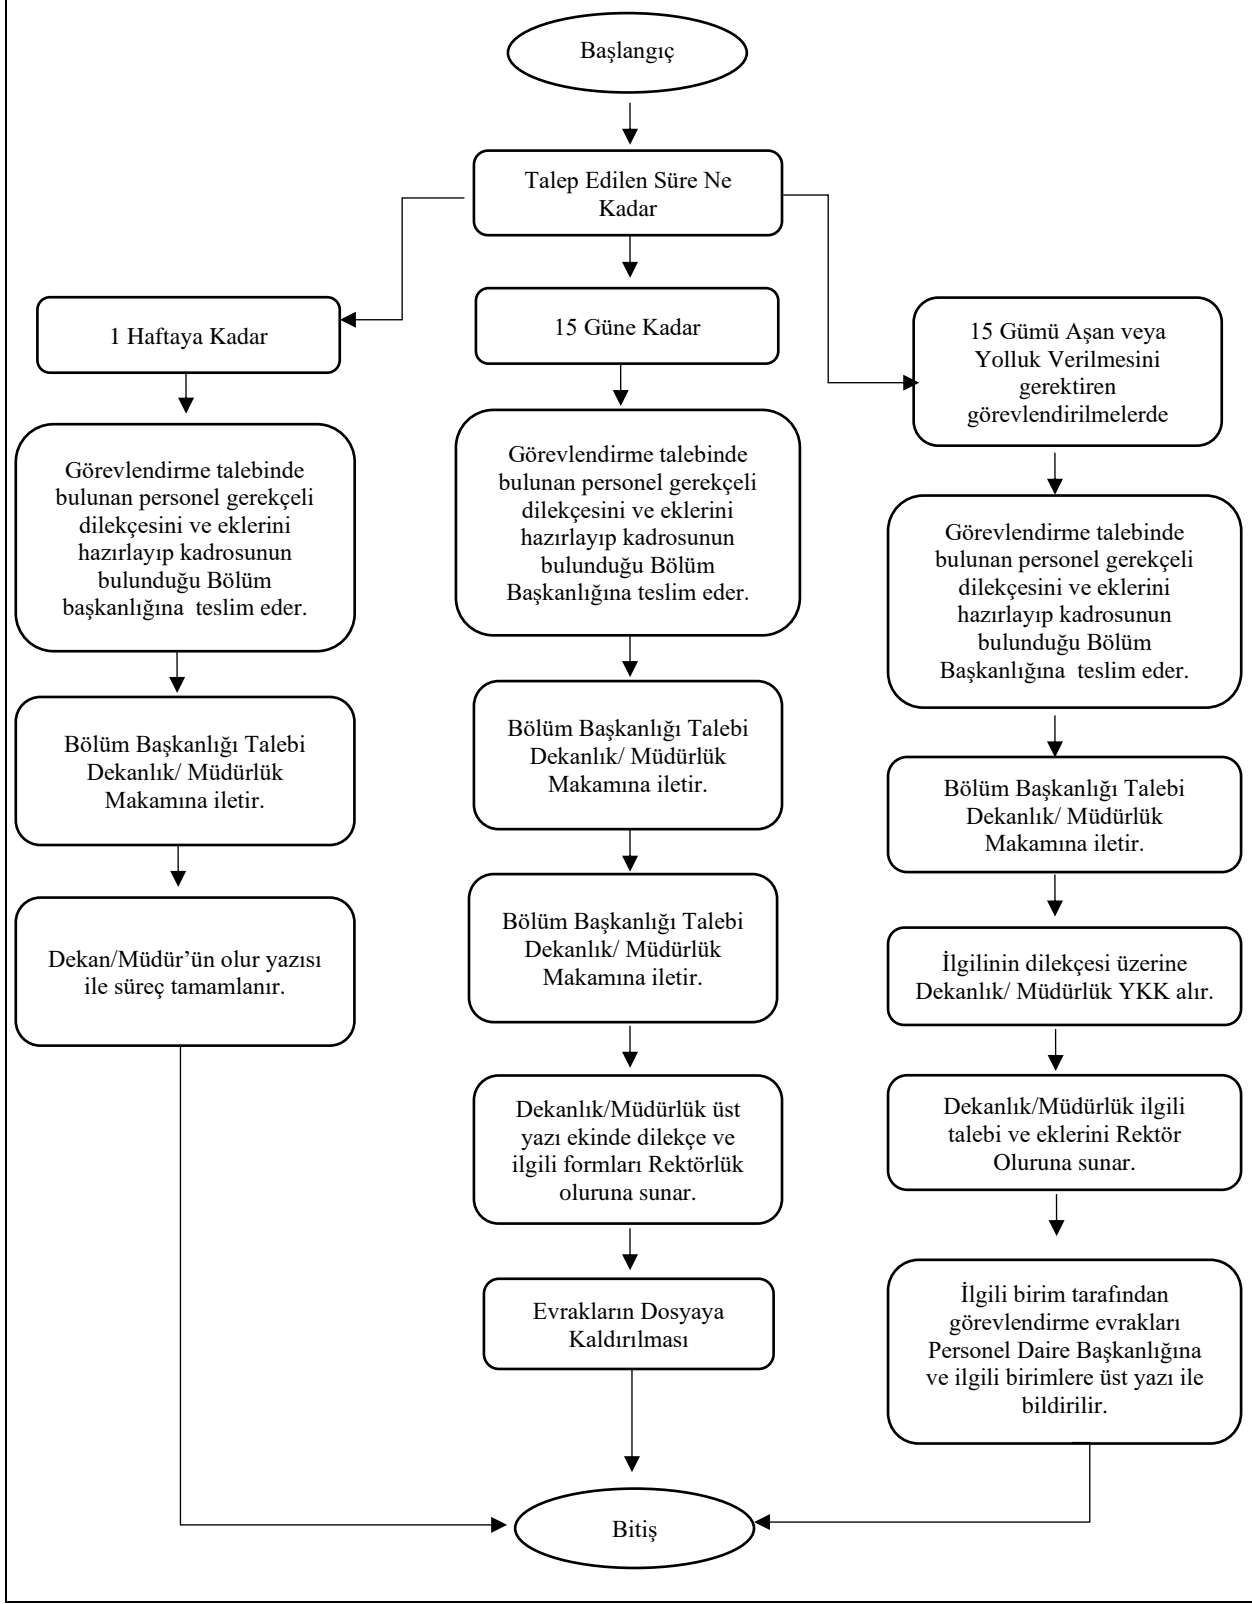 Başlangıç
Talep Edilen Süre Ne
Kadar
1 Haftaya Kadar
Görevlendirme talebinde
bulunan personel gerekçeli
dilekçesini ve eklerini
hazırlayıp kadrosunun
bulunduğu Bölüm
başkanlığına teslim eder.
Bölüm Başkanlığı Talebi
Dekanlık/ Müdürlük
Makamına iletir.
Dekan/Müdür’ün olur yazısı
ile süreç tamamlanır.
15 Güne Kadar
Görevlendirme talebinde
bulunan personel gerekçeli
dilekçesini ve eklerini
hazırlayıp kadrosunun
bulunduğu Bölüm
Başkanlığına teslim eder.
Bölüm Başkanlığı Talebi
Dekanlık/ Müdürlük
Makamına iletir.
Bölüm Başkanlığı Talebi
Dekanlık/ Müdürlük
Makamına iletir.
Dekanlık/Müdürlük üst
yazı ekinde dilekçe ve
ilgili formları Rektörlük
oluruna sunar.
Evrakların Dosyaya
Kaldırılması
15 Gümü Aşan veya
Yolluk Verilmesini
gerektiren
görevlendirilmelerde
Görevlendirme talebinde
bulunan personel gerekçeli
dilekçesini ve eklerini
hazırlayıp kadrosunun
bulunduğu Bölüm
Başkanlığına teslim eder.
Bölüm Başkanlığı Talebi
Dekanlık/ Müdürlük
Makamına iletir.
İlgilinin dilekçesi üzerine
Dekanlık/ Müdürlük YKK alır.
Dekanlık/Müdürlük ilgili
talebi ve eklerini Rektör
Oluruna sunar.
İlgili birim tarafından
görevlendirme evrakları
Personel Daire Başkanlığına
ve ilgili birimlere üst yazı ile
bildirilir.
Bitiş